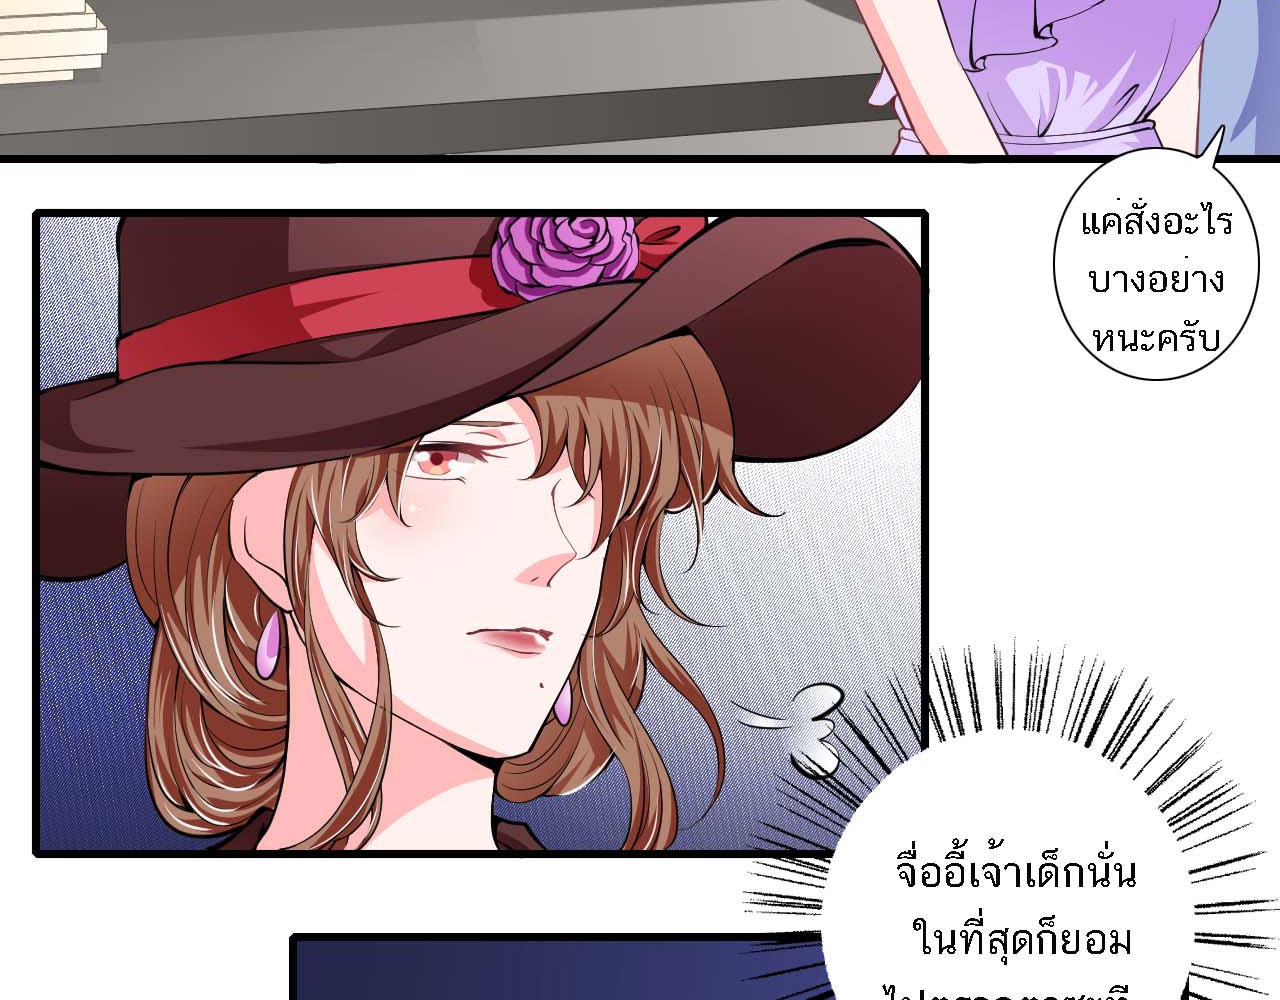 แค่สั่งอะไร
บางอย่าง
หนะครับ
จื่ออี้เจ้าเด็กนั่น
ในที่สุดก็ยอม